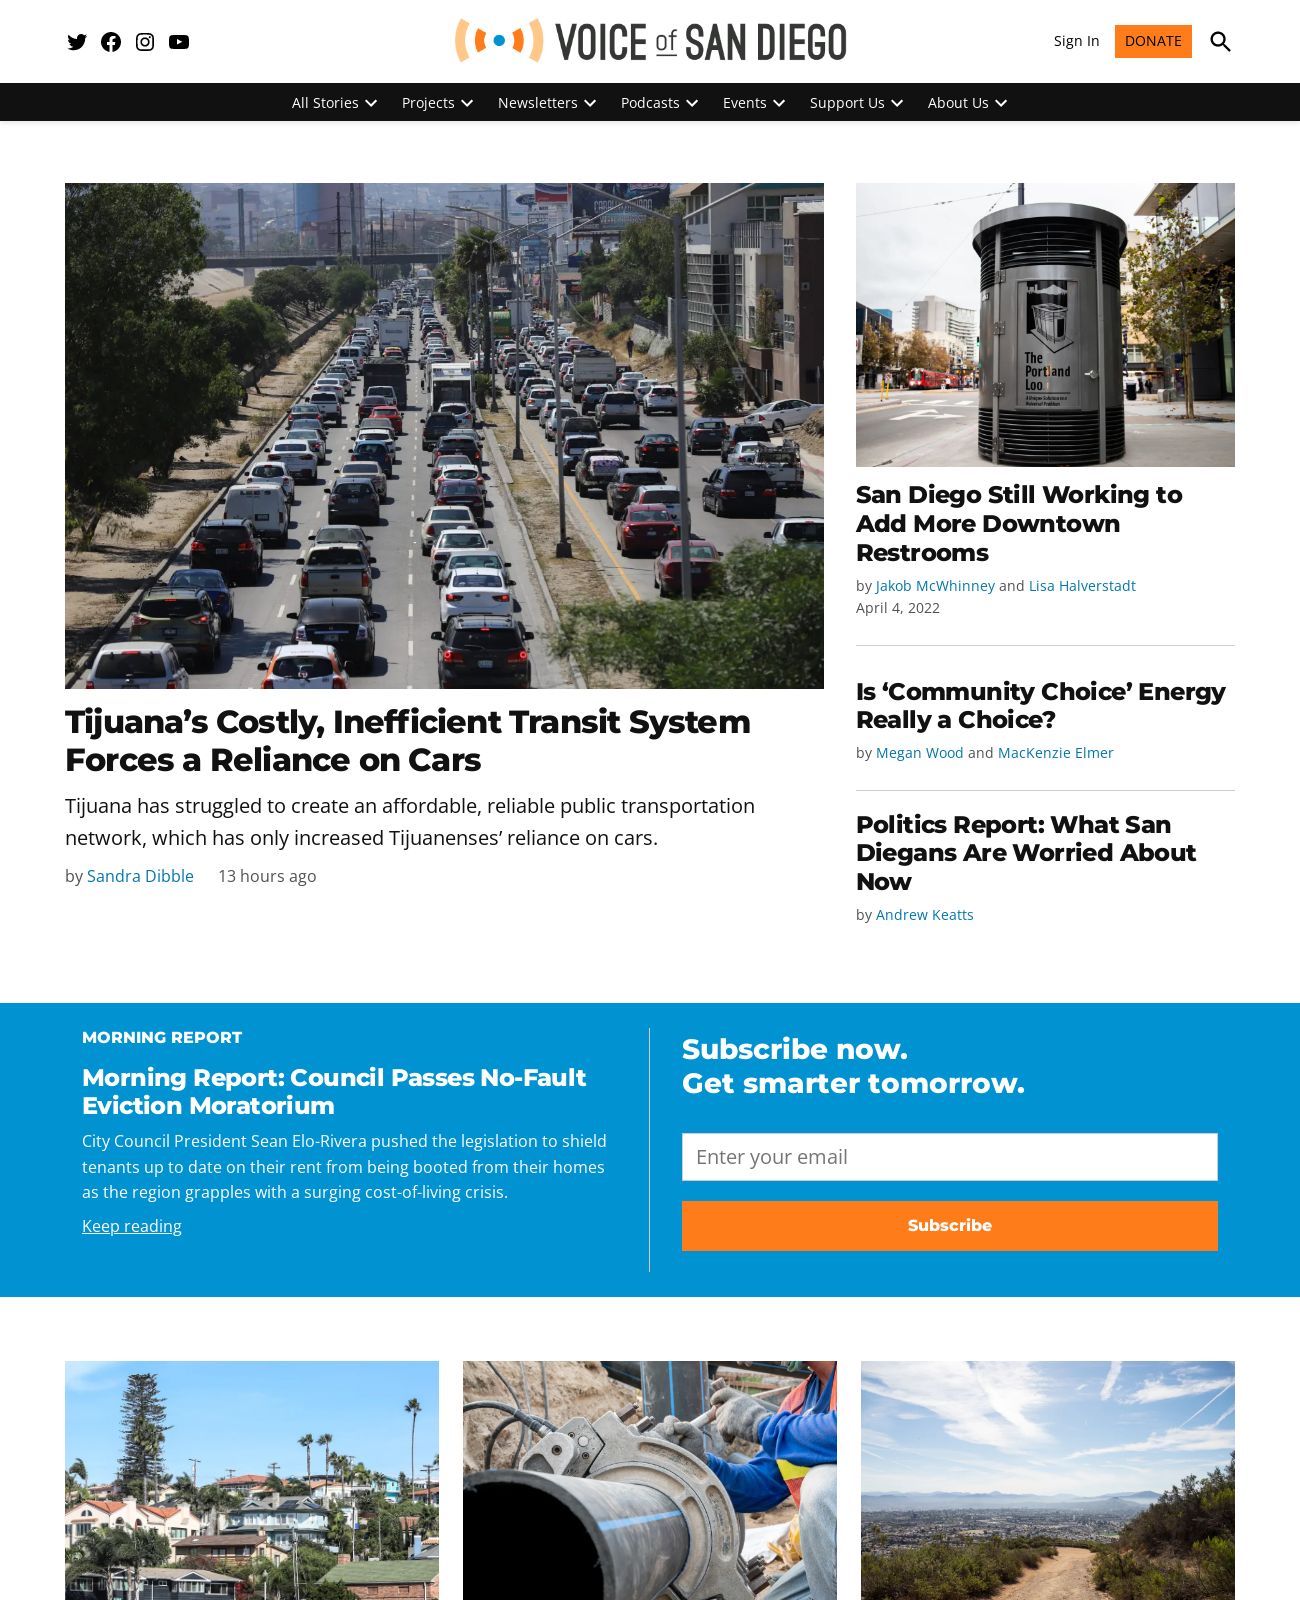 VOICE of SAN DIEGO
Sign In
DONATE
All Stories
Projects
Newsletters
Podcasts
Events
Support Us
About Us
Tijuana’s Costly, Inefficient Transit System
Forces a Reliance on Cars
Tijuana has struggled to create an affordable, reliable public transportation
network, which has only increased Tijuanenses’ reliance on cars.
by Sandra Dibble 13 hours ago
The
Portland
Loo
San Diego Still Working to
Add More Downtown
Restrooms
by Jakob McWhinney and Lisa Halverstadt
April 4, 2022
Is ‘Community Choice’ Energy
Really a Choice?
by Megan Wood and MacKenzie Elmer
Politics Report: What San
Diegans Are Worried About
Now
by Andrew Keatts
MORNING REPORT
Morning Report: Council Passes No-Fault
Eviction Moratorium
City Council President Sean Elo-Rivera pushed the legislation to shield
tenants up to date on their rent from being booted from their homes
as the region grapples with a surging cost-of-living crisis.
Keep reading
Subscribe now.
Get smarter tomorrow.
Enter your email
Subscribe